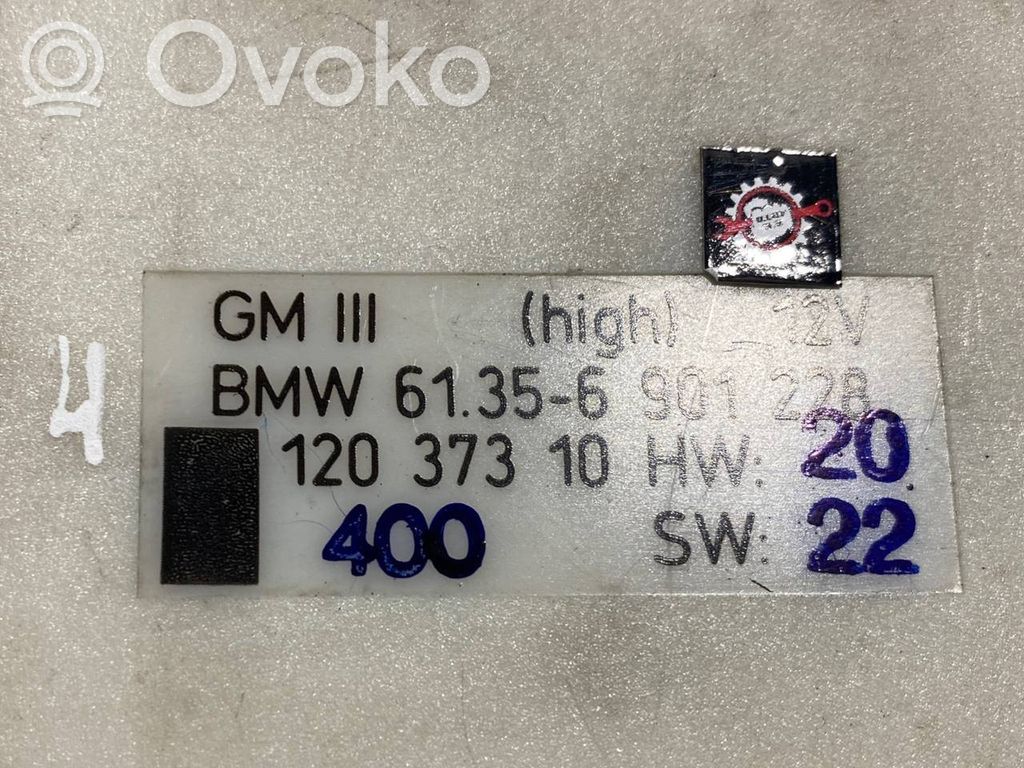 Ovoko
GM III (high) 12V
BMW 61.35-6 901 228
120 373 10 HW: 20
400 SW: 22
4